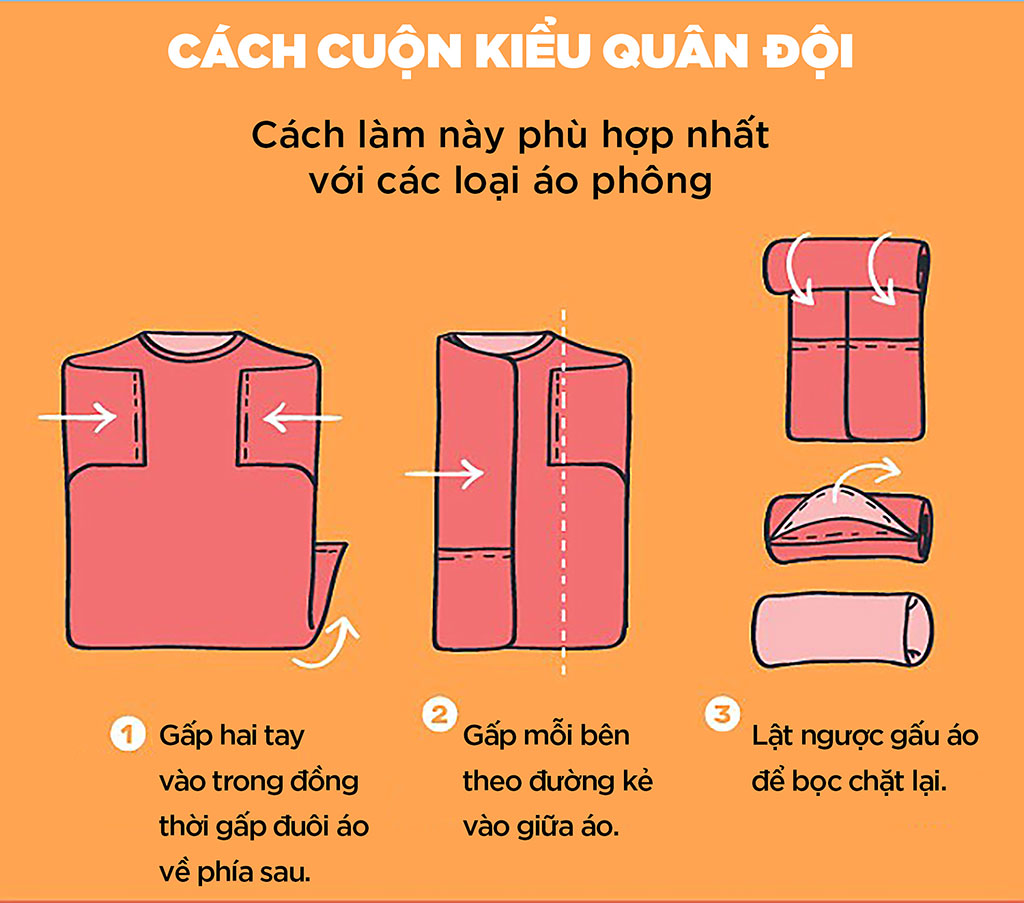 CÁCH CUỘN KIỂU QUÂN ĐỘI
Cách làm này phù hợp nhất
với các loại áo phông
1 Gấp hai tay
vào trong đồng
thời gấp đuôi áo
về phía sau.
2 Gấp mỗi bên
theo đường kẻ
vào giữa áo.
3 Lật ngược gấu áo
để bọc chặt lại.